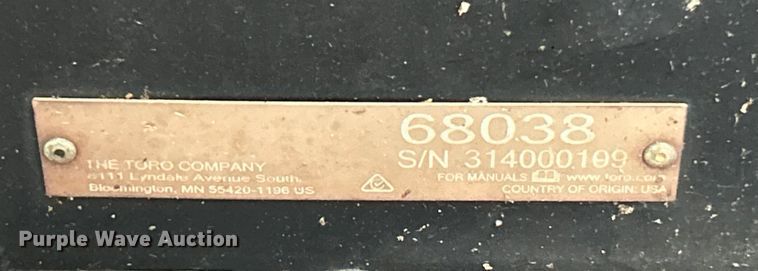 68038
S/N 314000109
THE TORO COMPANY
8111 Lyndale Avenue South,
Bloomington, MN 55420-1196 US
FOR MANUALS www.toro.com
COUNTRY OF ORIGIN: USA
Purple Wave Auction